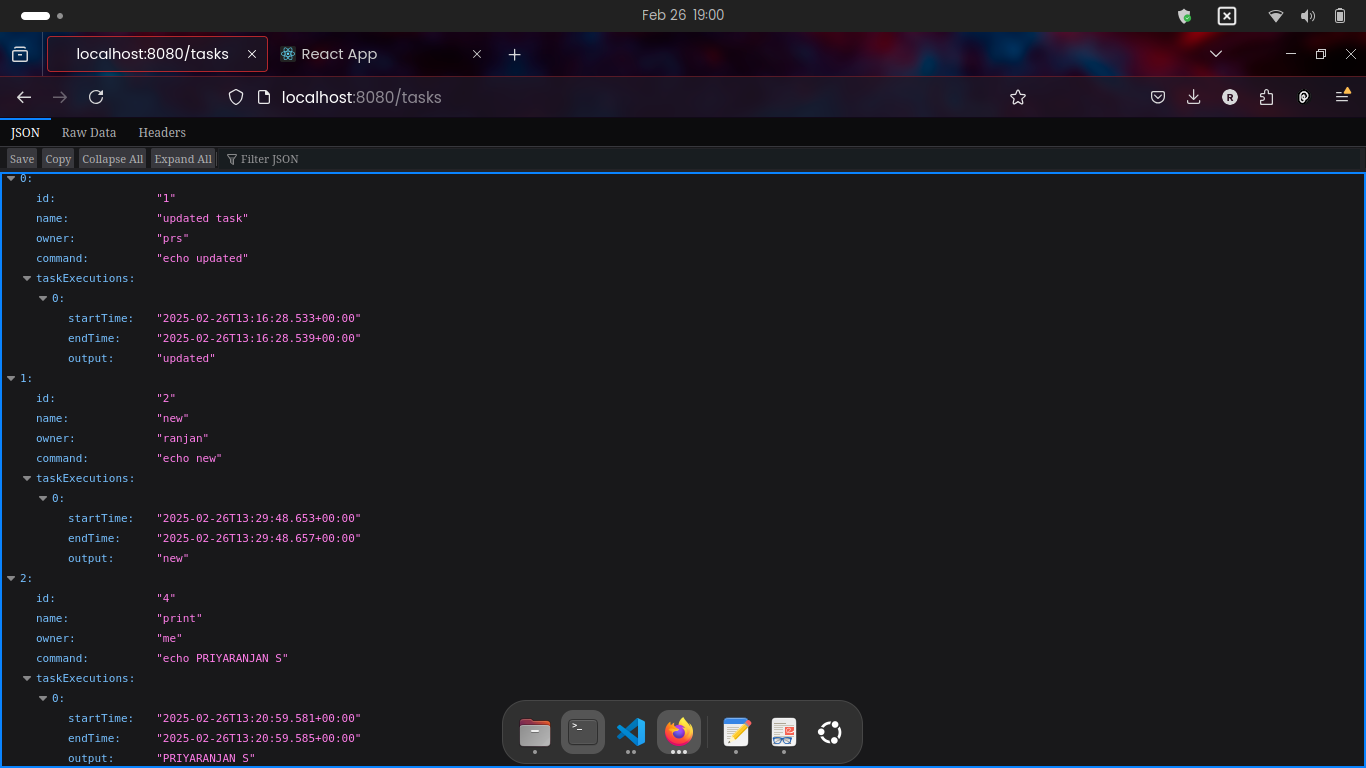 Feb 26 19:00
localhost:8080/tasks
React App
localhost:8080/tasks
R
JSON Raw Data Headers
Save Copy Collapse All Expand All Filter JSON
0:
id: "1"
name: "updated task"
owner: "prs"
command: "echo updated"
taskExecutions:
0:
startTime: "2025-02-26T13:16:28.533+00:00"
endTime: "2025-02-26T13:16:28.539+00:00"
output: "updated"
1:
id: "2"
name: "new"
owner: "ranjan"
command: "echo new"
taskExecutions:
0:
startTime: "2025-02-26T13:29:48.653+00:00"
endTime: "2025-02-26T13:29:48.657+00:00"
output: "new"
2:
id: "4"
name: "print"
owner: "me"
command: "echo PRIYARANJAN S"
taskExecutions:
0:
startTime: "2025-02-26T13:20:59.581+00:00"
endTime: "2025-02-26T13:20:59.585+00:00"
output: "PRIYARANJAN S"